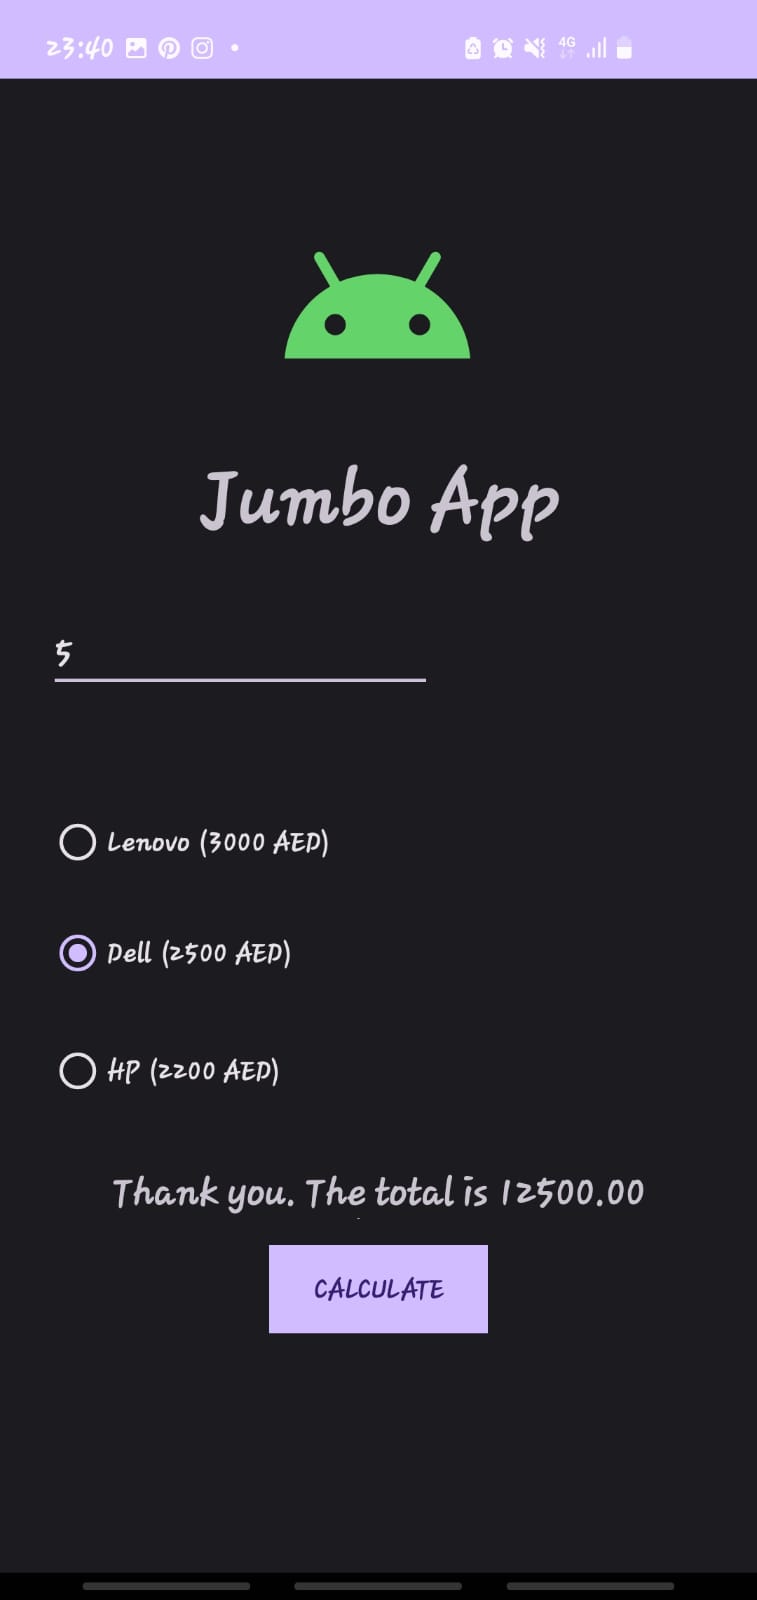 23:40
4G
Jumbo App
5
Lenovo (3000 AED)
Dell (2500 AED)
HP (2200 AED)
Thank you. The total is 12500.00
CALCULATE